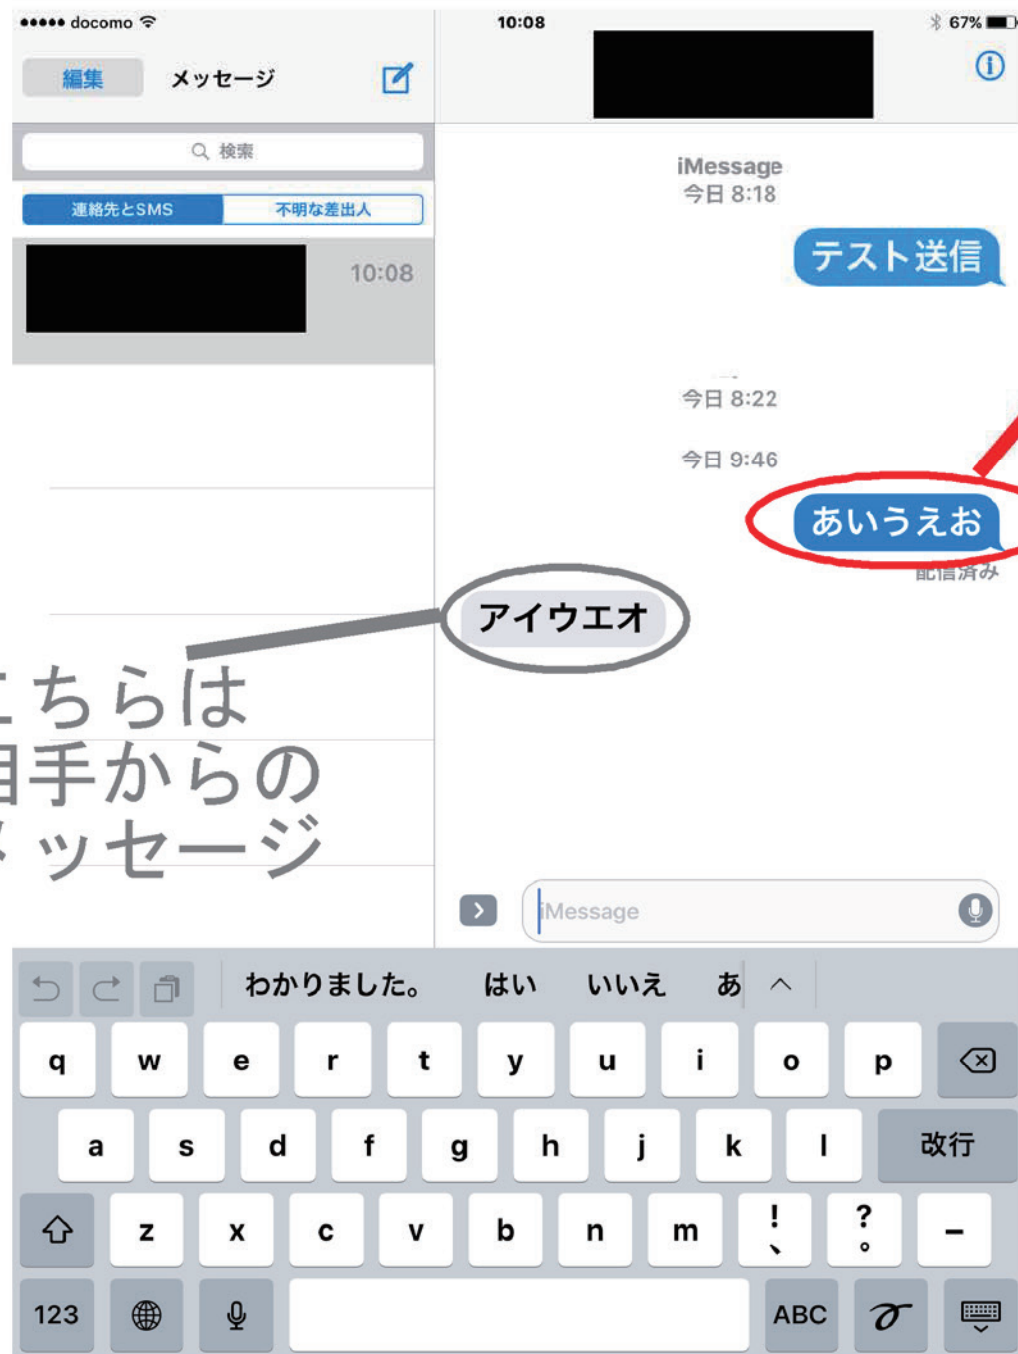 docomo
10:08
67%
編集
メッセージ
検索
連絡先とSMS
不明な差出人
10:08
iMessage
今日 8:18
テスト送信
今日 8:22
今日 9:46
あいうえお
配信済み
アイウエオ
こちらは
相手からの
メッセージ
iMessage
わかりました。 はい いいえ あ
q w e r t y u i o p
a s d f g h j k l 改行
z x c v b n m ! 、 ? 。 –
123 ABC